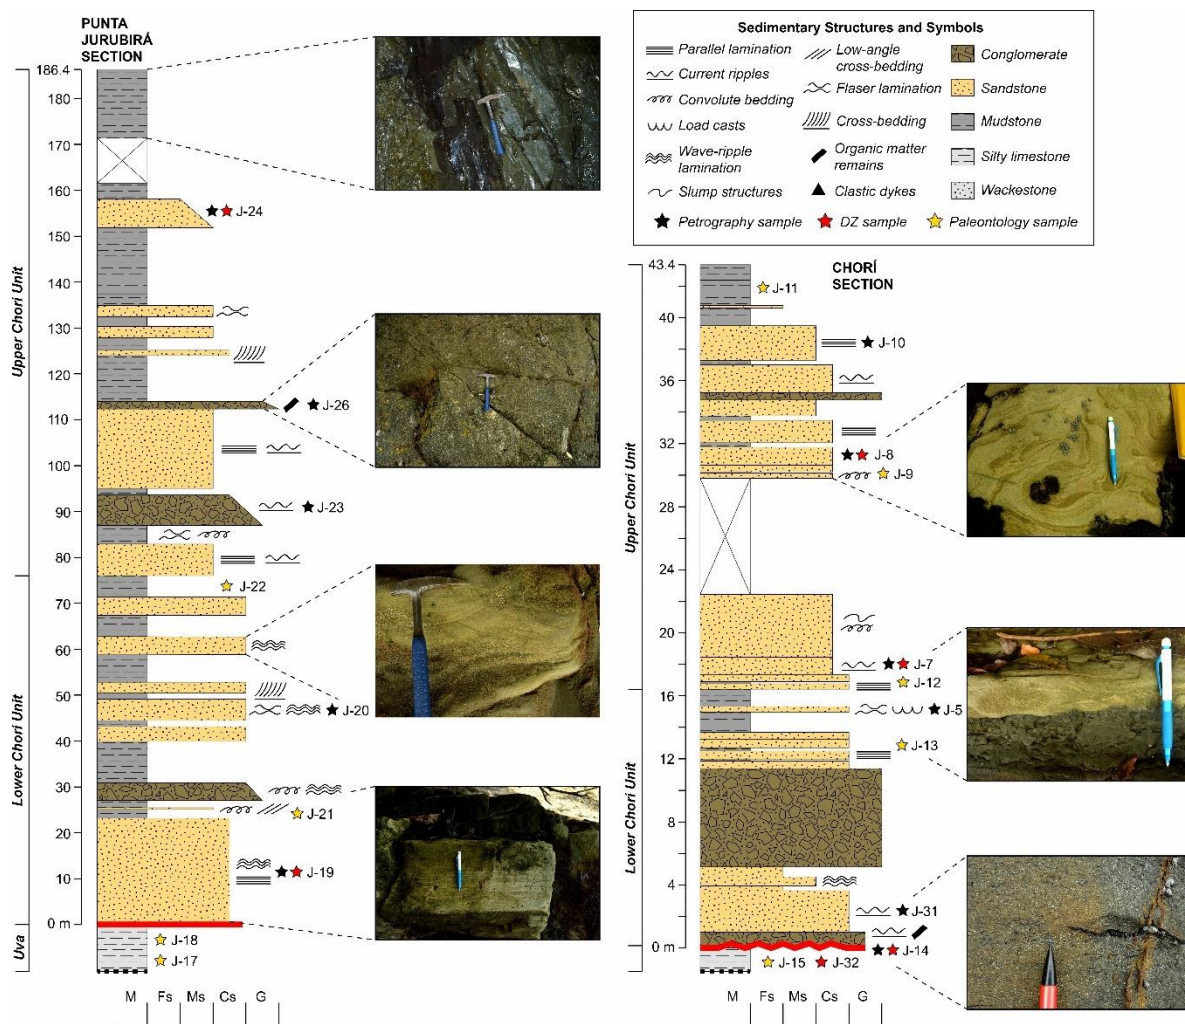 PUNTA
JURUBIRÁ
SECTION
186.4
180
170
160
150
140
130
120
110
100
90
80
70
60
50
40
30
20
10
0 m
Upper Chorí Unit
Lower Chorí Unit
Uva
J-24
J-26
J-23
J-22
J-20
J-21
J-19
J-18
J-17
M Fs Ms Cs G
Sedimentary Structures and Symbols
Parallel lamination
Current ripples
Convolute bedding
Load casts
Wave-ripple
lamination
Slump structures
Low-angle
cross-bedding
Flaser lamination
Cross-bedding
Organic matter
remains
Clastic dykes
Conglomerate
Sandstone
Mudstone
Silty limestone
Wackestone
Petrography sample
DZ sample
Paleontology sample
CHORÍ
SECTION
43.4
40
36
32
28
24
20
16
12
8
4
0 m
Upper Chorí Unit
Lower Chorí Unit
J-11
J-10
J-8
J-9
J-7
J-12
J-5
J-13
J-31
J-14
J-15
J-32
M Fs Ms Cs G